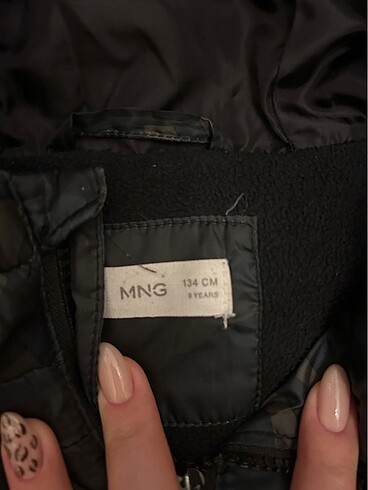 MNG
134 CM
9 YEARS